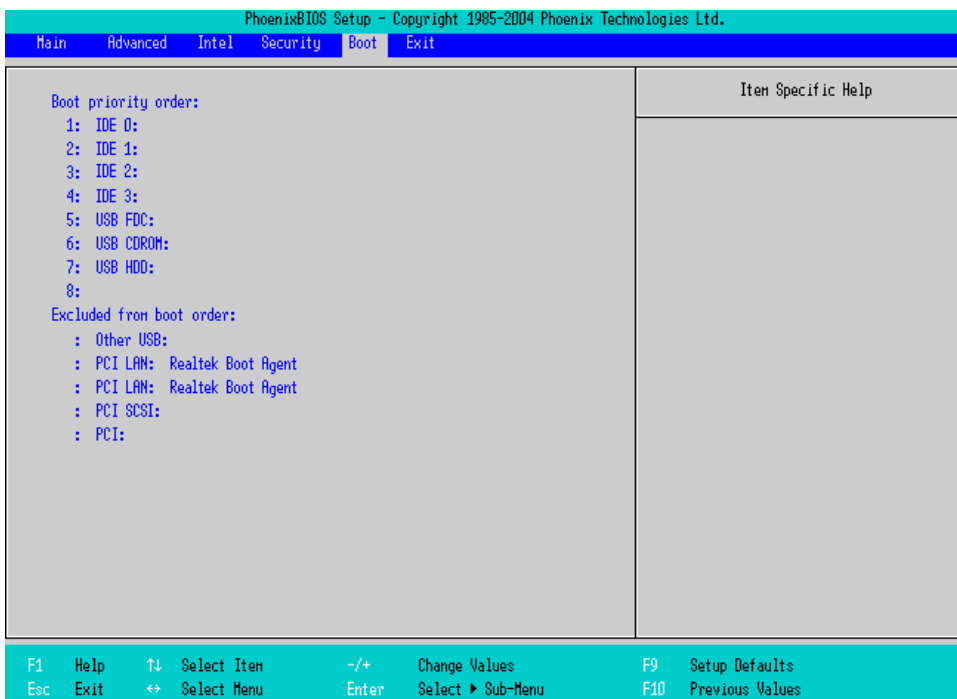 PhoenixBIOS Setup - Copyright 1985-2004 Phoenix Technologies Ltd.
Main Advanced Intel Security Boot Exit
Item Specific Help
Boot priority order:
1: IDE 0:
2: IDE 1:
3: IDE 2:
4: IDE 3:
5: USB FDC:
6: USB CDROM:
7: USB HDD:
8:
Excluded from boot order:
: Other USB:
: PCI LAN: Realtek Boot Agent
: PCI LAN: Realtek Boot Agent
: PCI SCSI:
: PCI:
F1 Help ↑↓ Select Item -/+ Change Values F9 Setup Defaults
Esc Exit ↔ Select Menu Enter Select ▶ Sub-Menu F10 Previous Values